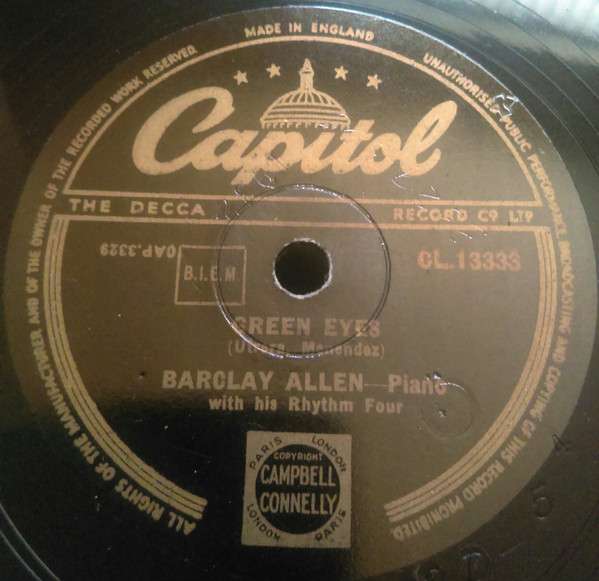 MADE IN ENGLAND
ALL RIGHTS OF THE MANUFACTURER AND OF THE OWNER OF THE RECORDED WORK RESERVED
UNAUTHORISED PUBLIC PERFORMANCE BROADCASTING AND COPYING OF THIS RECORD PROHIBITED
Capitol
THE DECCA RECORD Cº LTº
0AP.3329
B.I.E.M
CL.13333
GREEN EYES
BARCLAY ALLEN—Piano
with his Rhythm Four
PARIS LONDON
COPYRIGHT
CAMPBELL
CONNELLY
LONDON PARIS